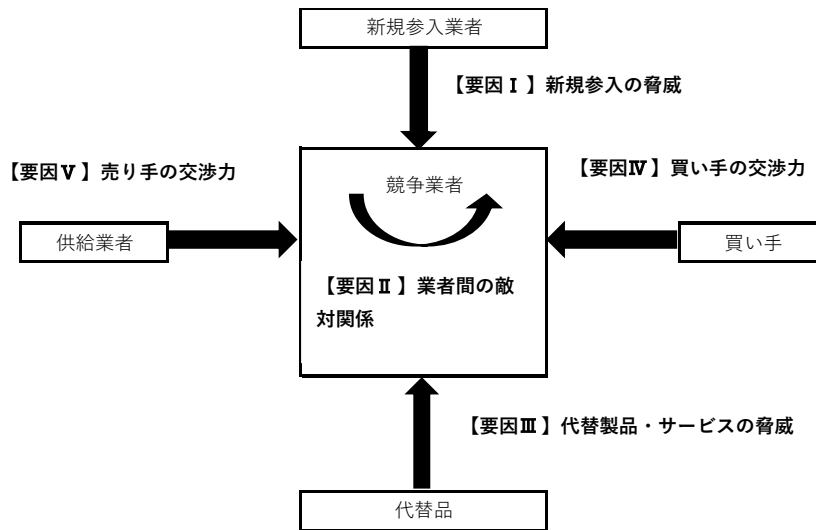 新規参入業者
【要因Ⅰ】新規参入の脅威
【要因Ⅴ】売り手の交渉力
競争業者
【要因Ⅳ】買い手の交渉力
供給業者
買い手
【要因Ⅱ】業者間の敵
対関係
【要因Ⅲ】代替製品・サービスの脅威
代替品